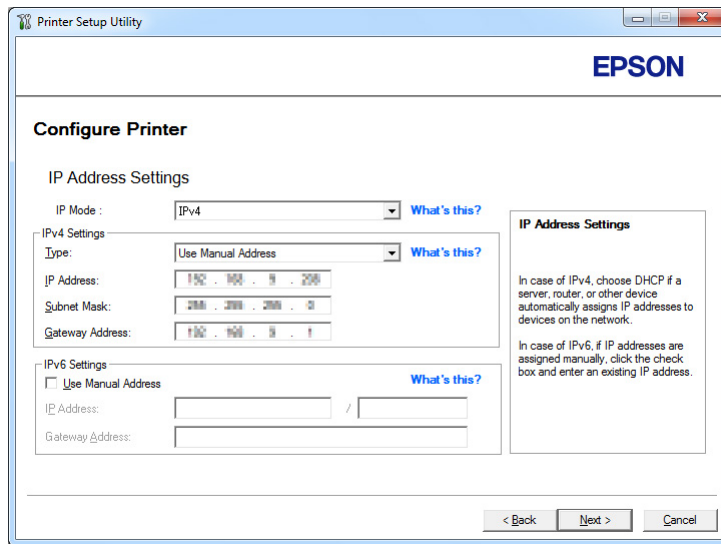 Printer Setup Utility
EPSON
Configure Printer
IP Address Settings
IP Mode :
IPv4
What's this?
IPv4 Settings
Type:
Use Manual Address
What's this?
IP Address:
Subnet Mask:
Gateway Address:
IPv6 Settings
Use Manual Address
What's this?
IP Address:
/
Gateway Address:
IP Address Settings
In case of IPv4, choose DHCP if a
server, router, or other device
automatically assigns IP addresses to
devices on the network.
In case of IPv6, if IP addresses are
assigned manually, click the check
box and enter an existing IP address.
< Back
Next >
Cancel